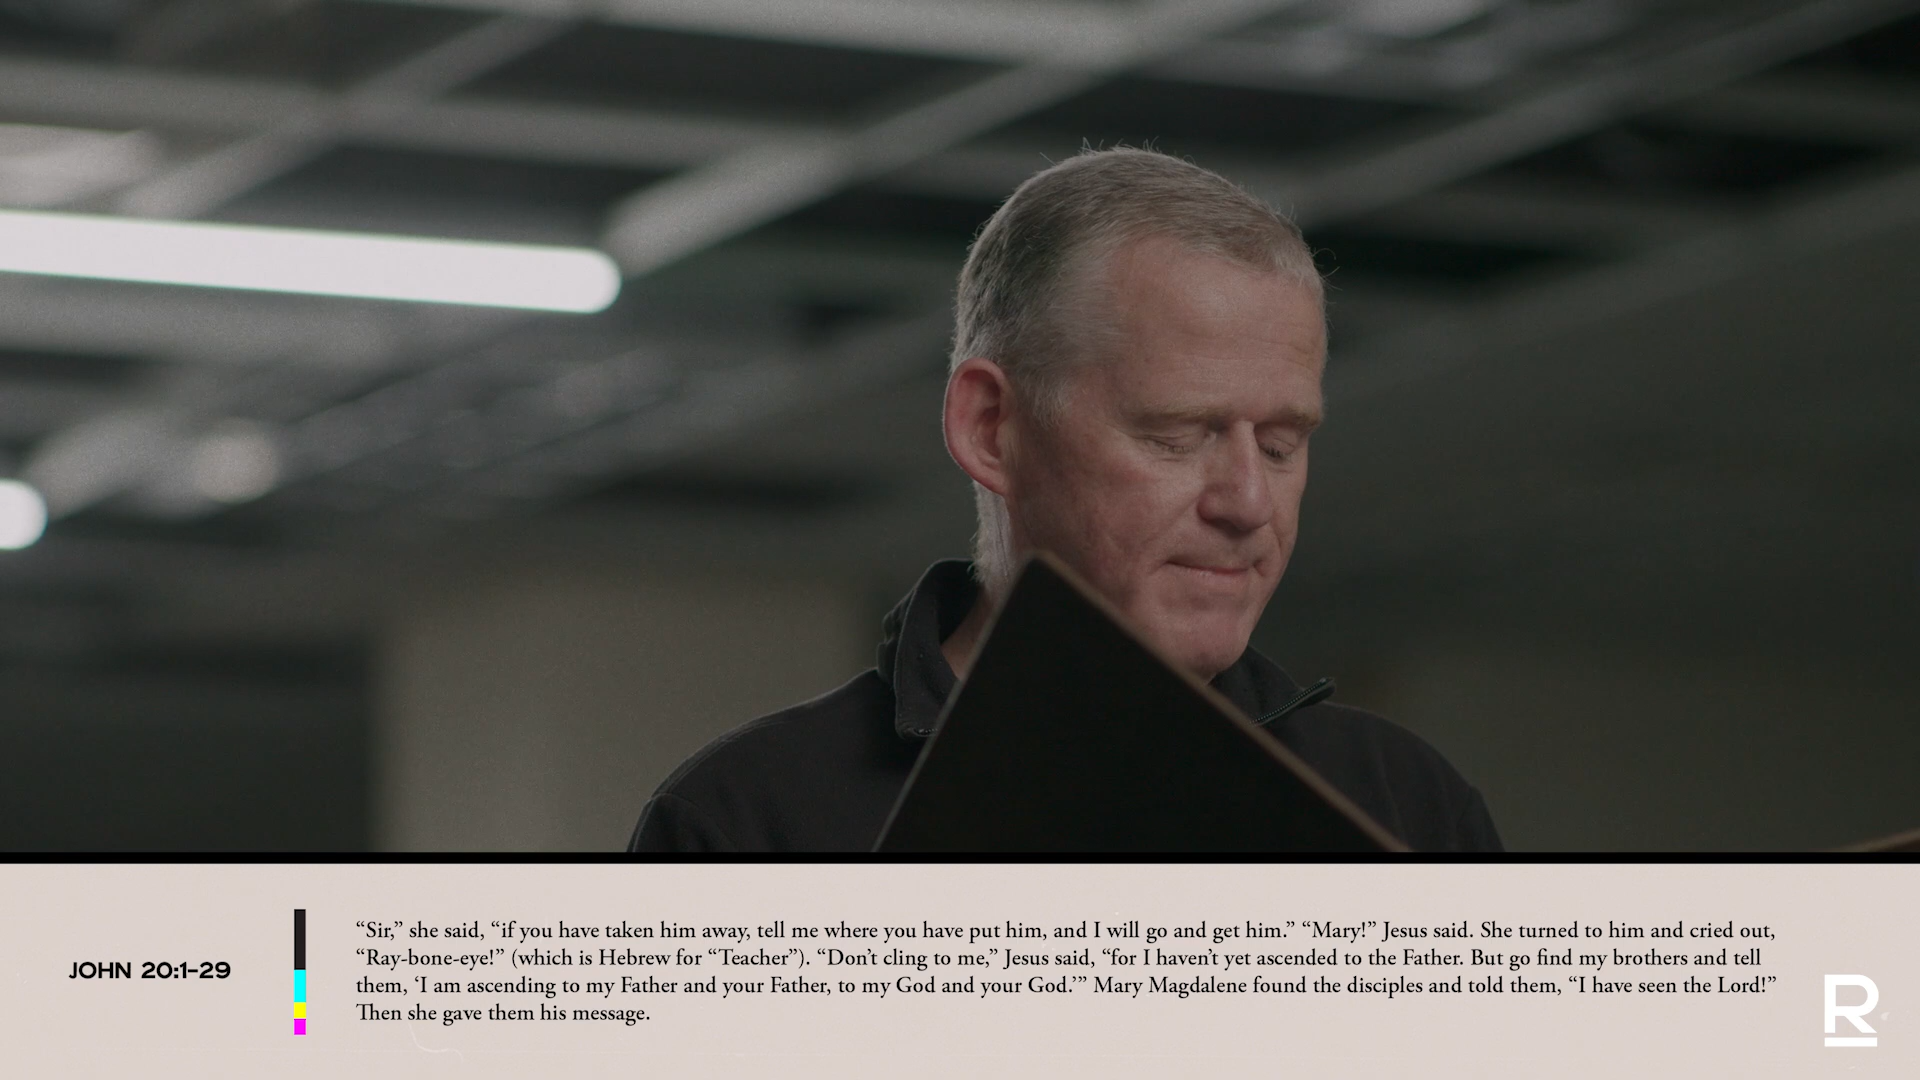 JOHN 20:1-29
“Sir,” she said, “if you have taken him away, tell me where you have put him, and I will go and get him.” “Mary!” Jesus said. She turned to him and cried out,
“Ray-bone-eye!” (which is Hebrew for “Teacher”). “Don’t cling to me,” Jesus said, “for I haven’t yet ascended to the Father. But go find my brothers and tell
them, ‘I am ascending to my Father and your Father, to my God and your God.’” Mary Magdalene found the disciples and told them, “I have seen the Lord!”
Then she gave them his message.
R